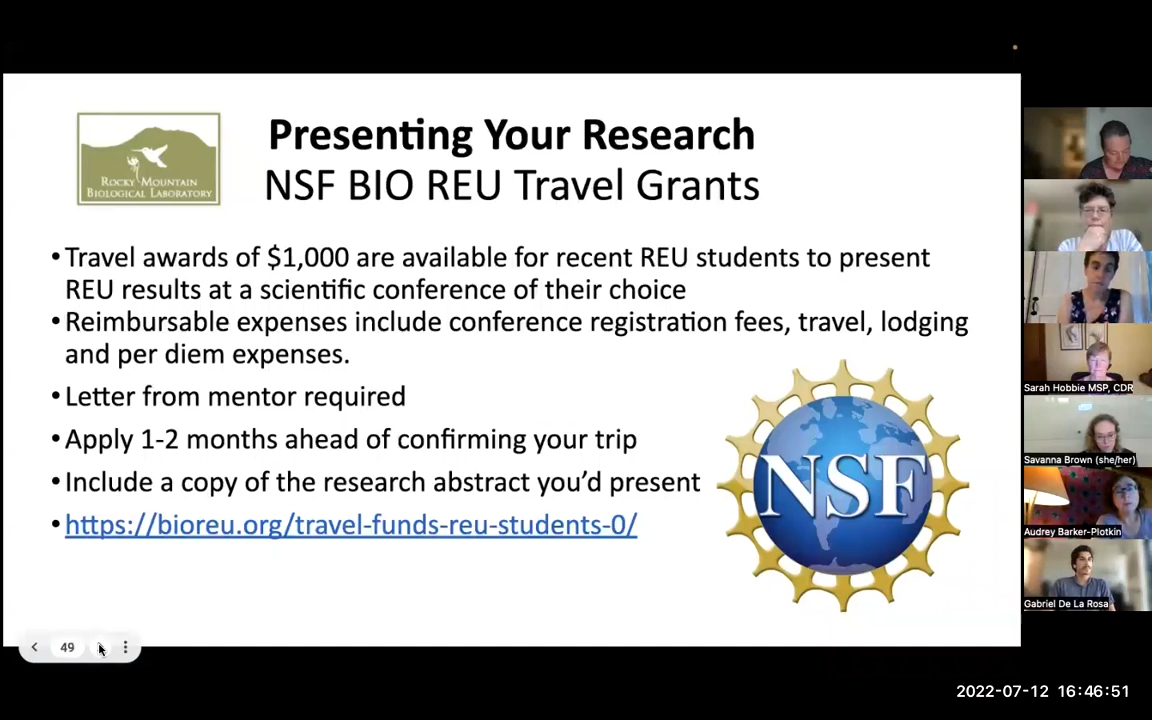 Presenting Your Research
NSF BIO REU Travel Grants
ROCKY MOUNTAIN
BIOLOGICAL LABORATORY
•Travel awards of $1,000 are available for recent REU students to present
REU results at a scientific conference of their choice
•Reimbursable expenses include conference registration fees, travel, lodging
and per diem expenses.
•Letter from mentor required
•Apply 1-2 months ahead of confirming your trip
•Include a copy of the research abstract you’d present
•https://bioreu.org/travel-funds-reu-students-0/
NSF
49
Sarah Hobbie MSP, CDR
Savanna Brown (she/her)
Audrey Barker-Plotkin
Gabriel De La Rosa
2022-07-12 16:46:51